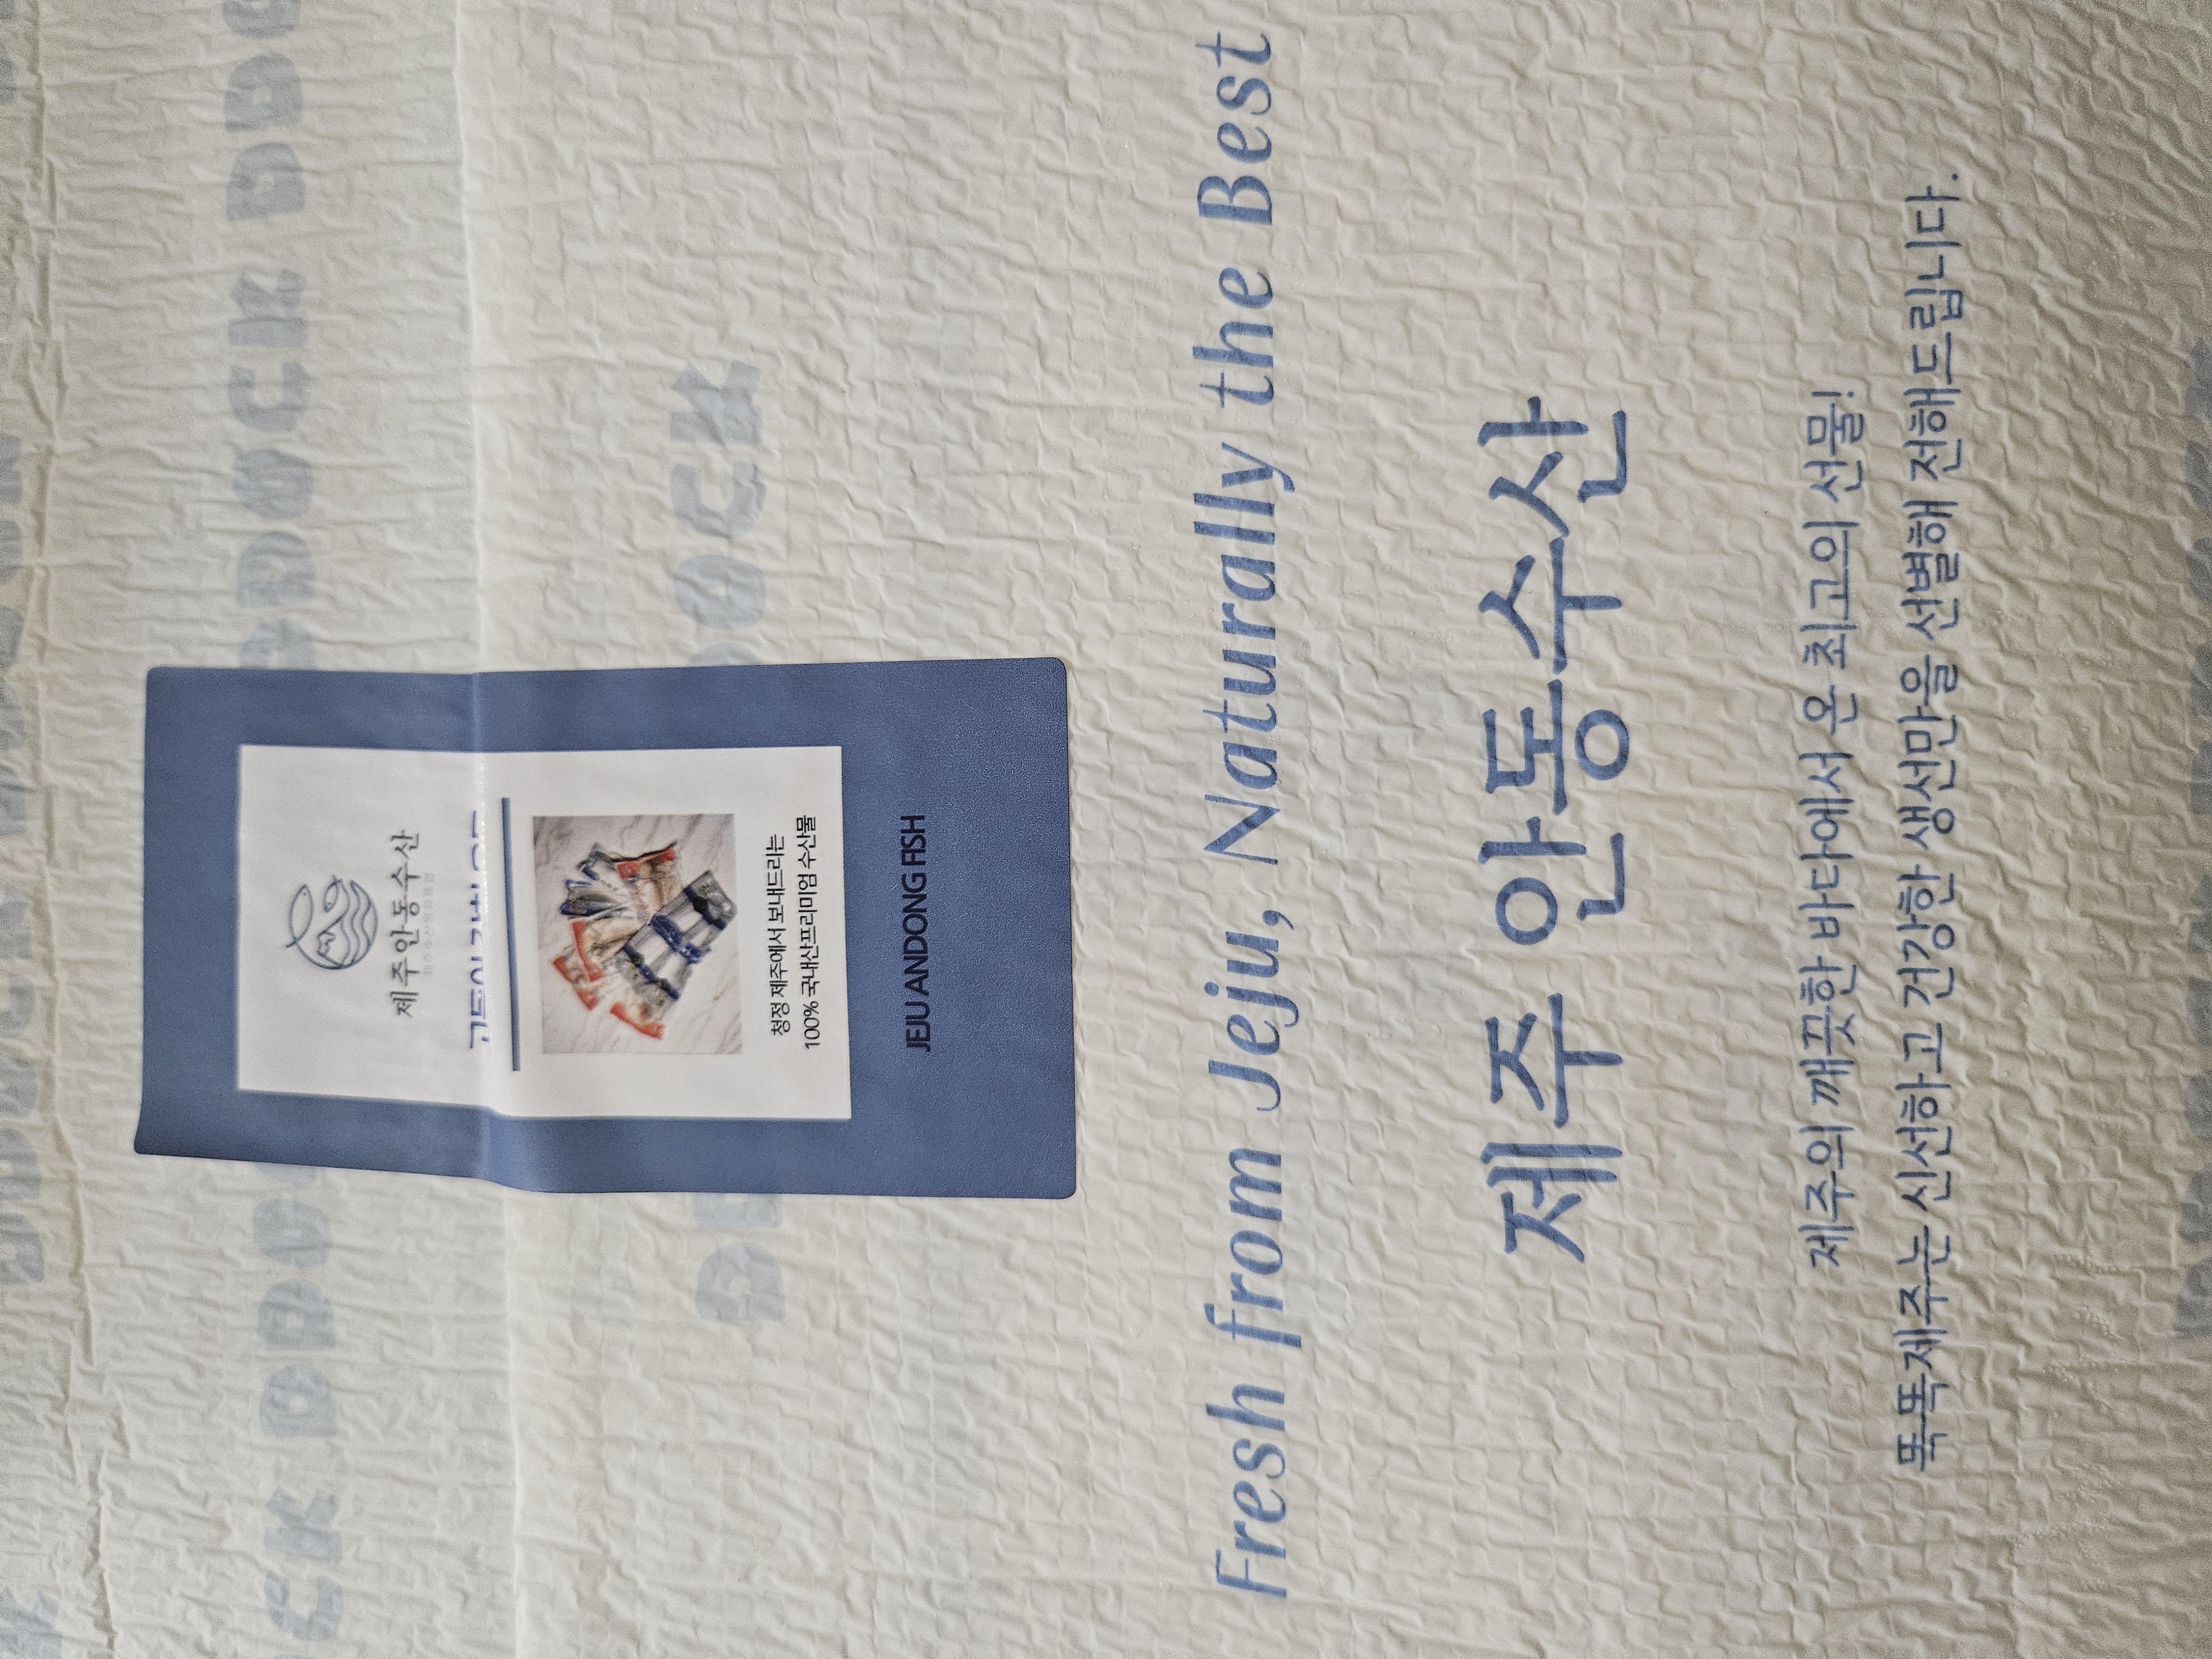 제주안동수산
청정 제주에서 보내드리는
100% 국내산프리미엄 수산물
JEJU ANDONG FISH
Fresh from Jeju, Naturally the Best
제주 안동수산
제주의 깨끗한 바다에서 온 최고의 선물!
똑똑제주는 신선하고 건강한 생선만을 선별해 전해드립니다.